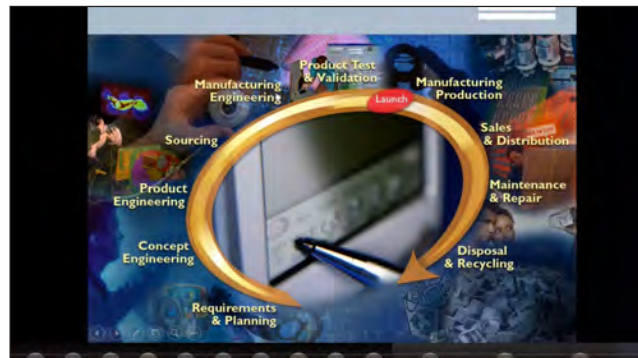 Product Test
& Validation
Manufacturing
Engineering
Launch
Manufacturing
Production
Sourcing
Sales
& Distribution
Product
Engineering
Maintenance
& Repair
Concept
Engineering
Disposal
& Recycling
Requirements
& Planning